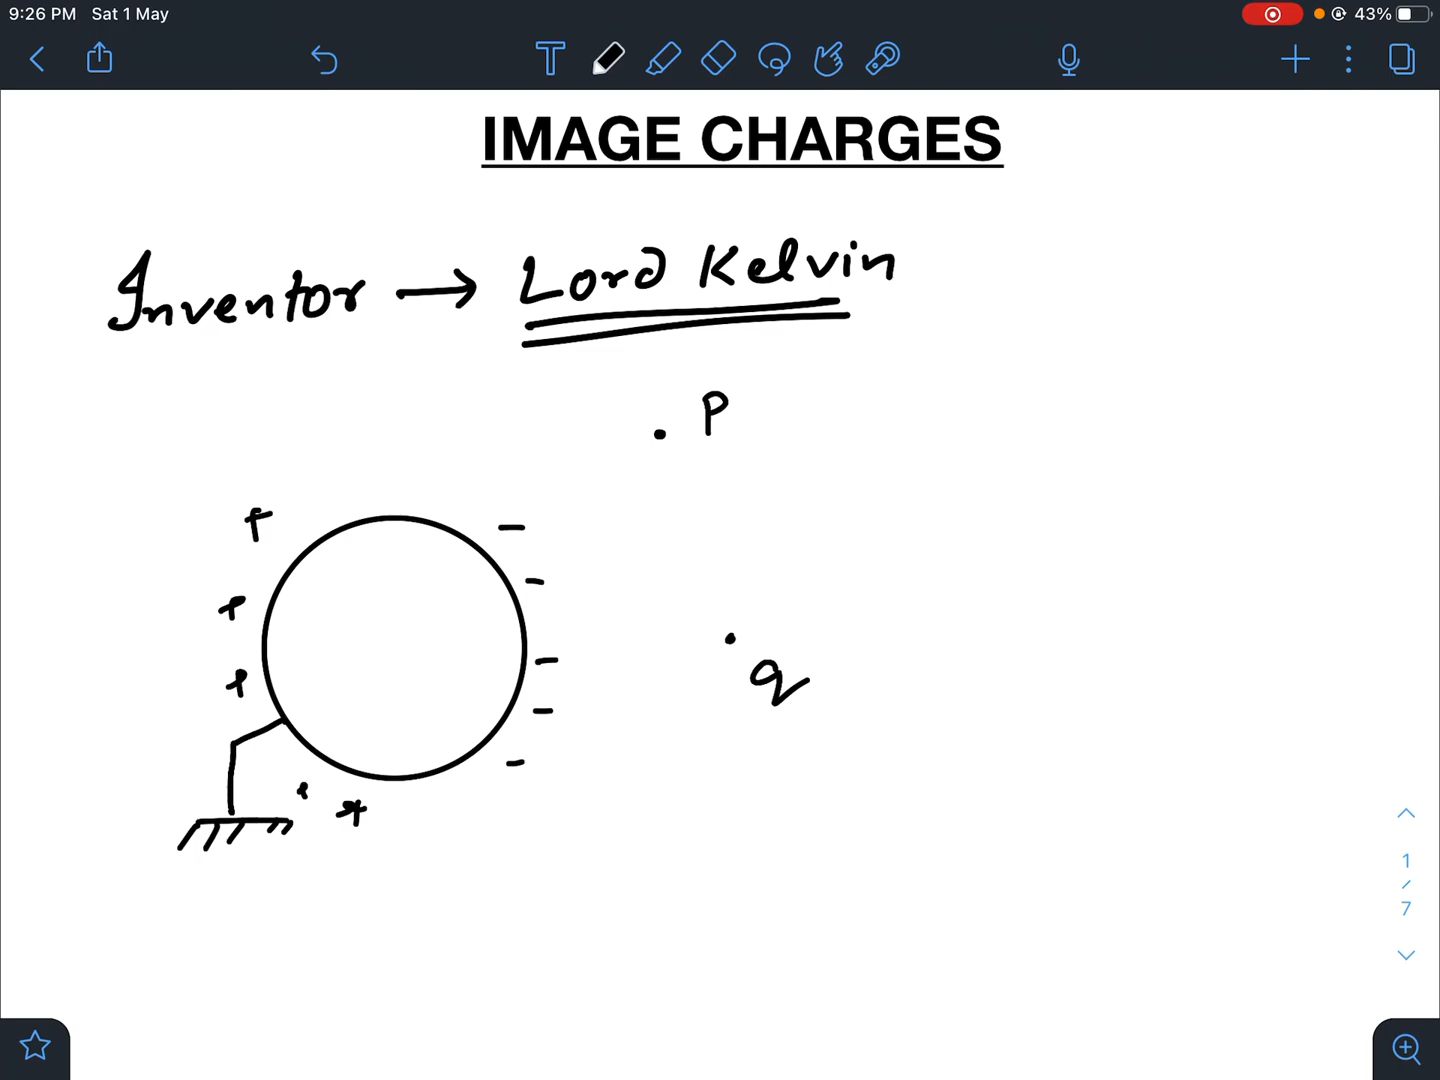 9:26 PM Sat 1 May 43%
IMAGE CHARGES
Inventor → Lord Kelvin
. P
+ -
+ -
+ -
-
-
+ +
. q
1
/
7